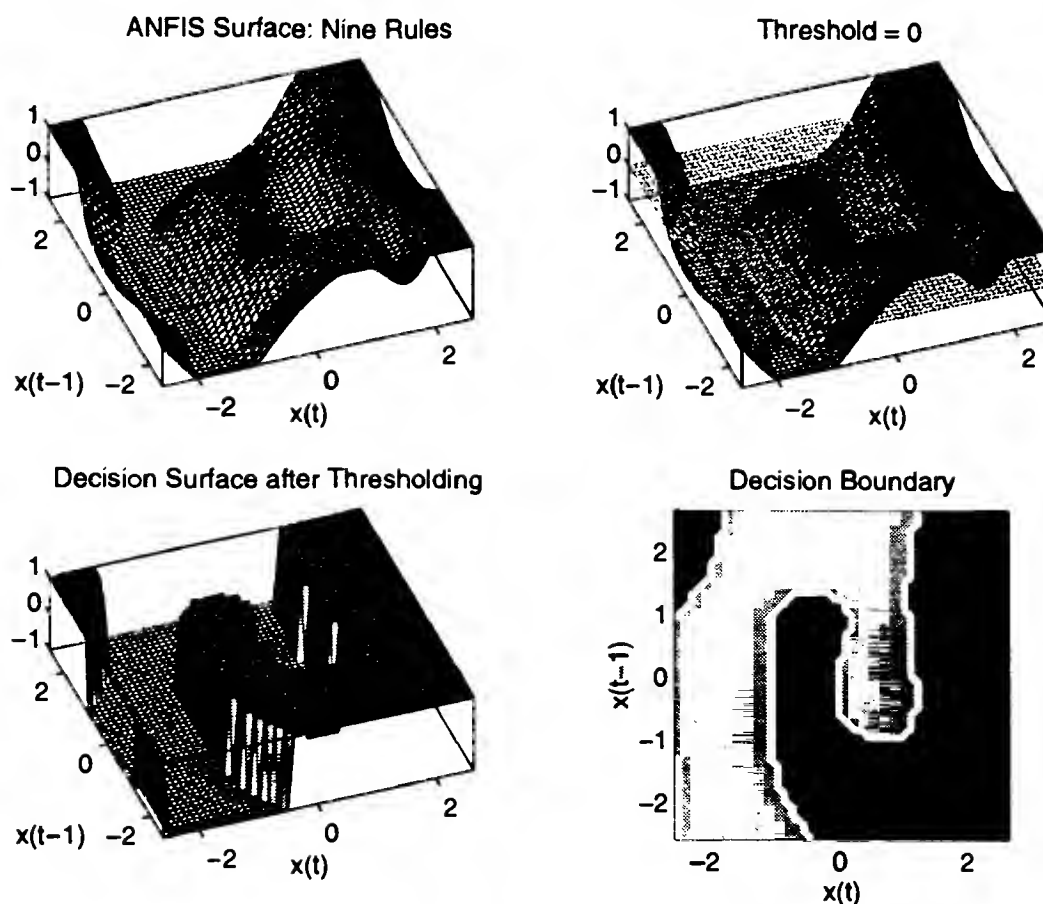 ANFIS Surface: Nine Rules
1
0
−1
2
0
−2
x(t−1)
−2
0
2
x(t)
Threshold = 0
1
0
−1
2
0
−2
x(t−1)
−2
0
2
x(t)
Decision Surface after Thresholding
1
0
−1
2
0
−2
x(t−1)
−2
0
2
x(t)
Decision Boundary
2
1
0
−1
−2
x(t−1)
−2
0
2
x(t)